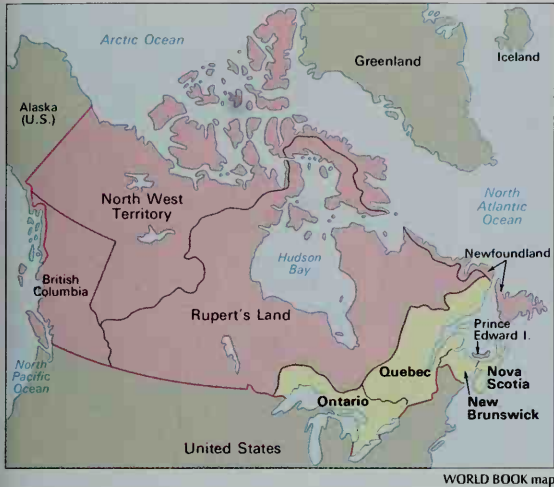 Arctic Ocean
Greenland
Iceland
Alaska
(U.S.)
North West
Territory
North
Atlantic
Ocean
Hudson
Bay
Newfoundland
British
Columbia
Rupert's Land
Prince
Edward I.
North
Pacific
Ocean
Quebec
Nova
Scotia
Ontario
New
Brunswick
United States
WORLD BOOK map